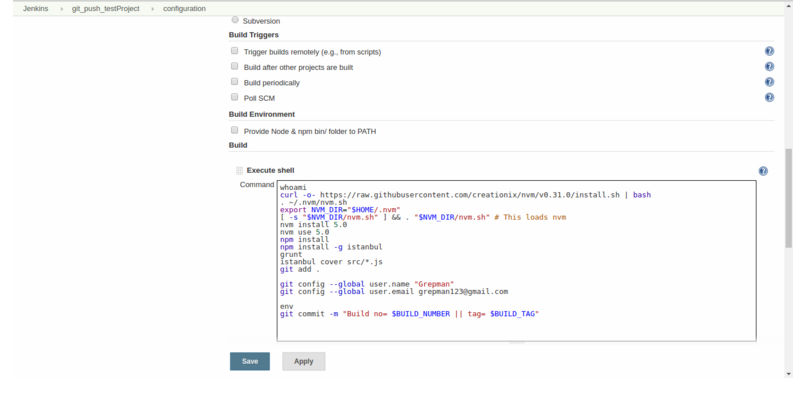 Jenkins › git_push_testProject › configuration
Subversion
Build Triggers
Trigger builds remotely (e.g., from scripts)
Build after other projects are built
Build periodically
Poll SCM
Build Environment
Provide Node & npm bin/ folder to PATH
Build
Execute shell
Command
whoami
curl -o- https://raw.githubusercontent.com/creationix/nvm/v0.31.0/install.sh | bash
. ~/.nvm/nvm.sh
export NVM_DIR="$HOME/.nvm"
[ -s "$NVM_DIR/nvm.sh" ] && . "$NVM_DIR/nvm.sh" # This loads nvm
nvm install 5.0
nvm use 5.0
npm install
npm install -g istanbul
grunt
istanbul cover src/*.js
git add .
git config --global user.name "Grepman"
git config --global user.email grepman123@gmail.com
env
git commit -m "Build no= $BUILD_NUMBER || tag= $BUILD_TAG"
Save Apply